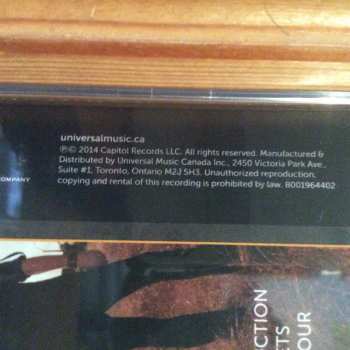 universalmusic.ca
℗© 2014 Capitol Records LLC. All rights reserved. Manufactured &
Distributed by Universal Music Canada Inc., 2450 Victoria Park Ave.,
Suite #1, Toronto, Ontario M2J 5H3. Unauthorized reproduction,
copying and rental of this recording is prohibited by law. B001964402
COMPANY
CTION
CTS
OUR